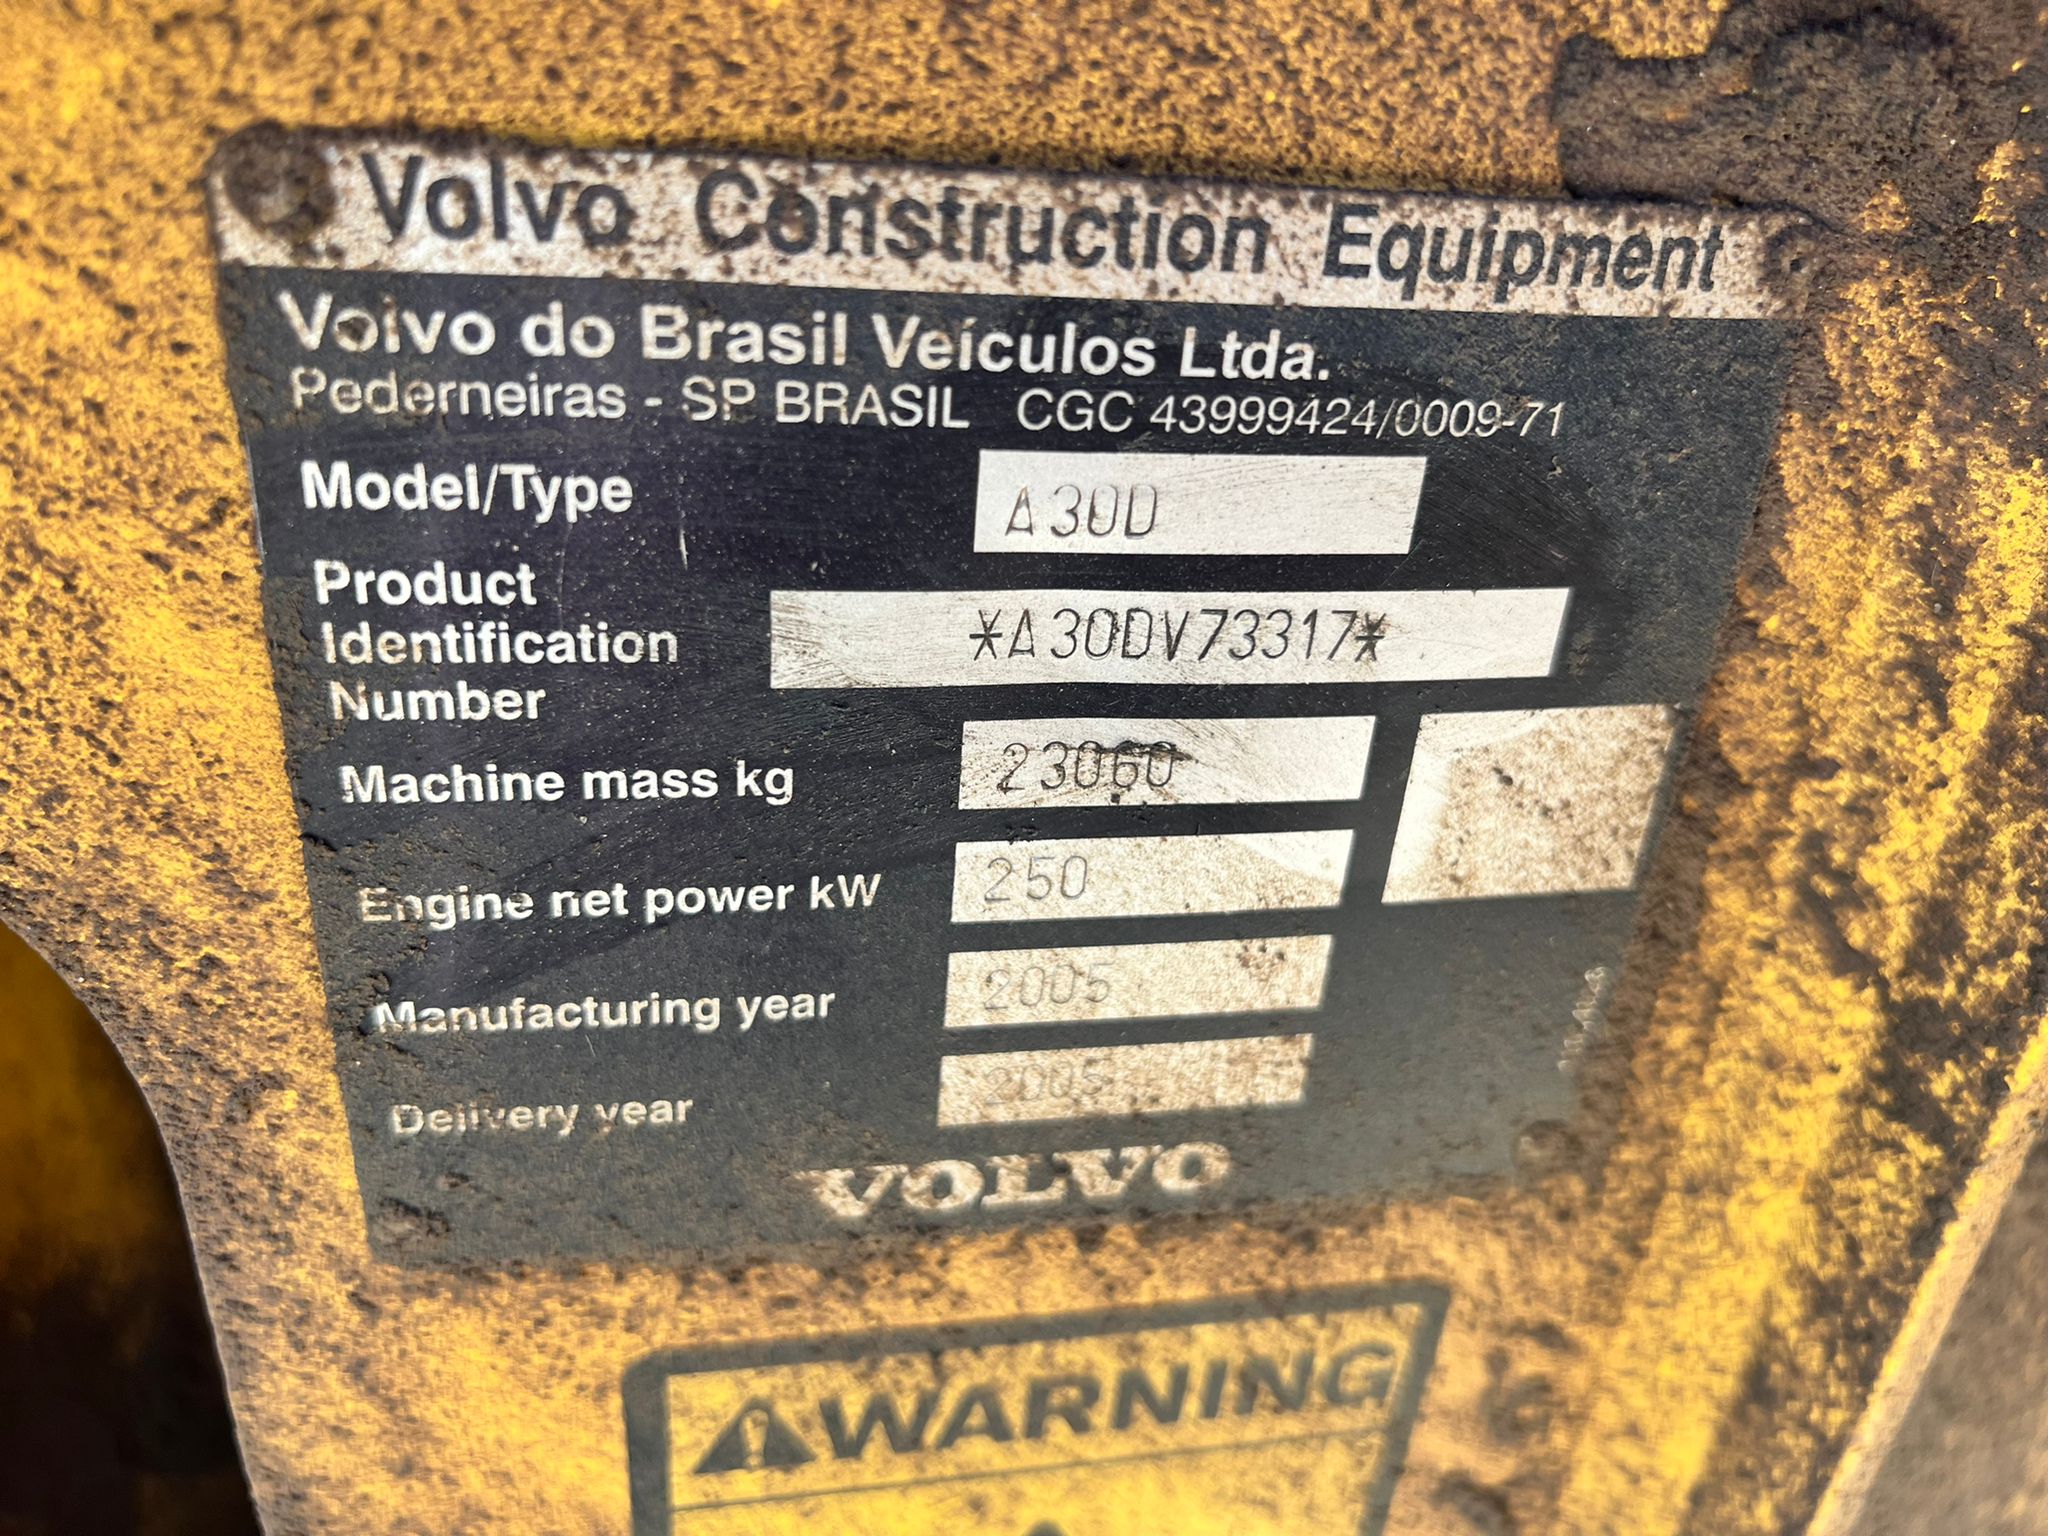 Volvo Construction Equipment
Volvo do Brasil Veículos Ltda.
Pederneiras - SP BRASIL CGC 43999424/0009-71
Model/Type A30D
Product
Identification *A30DV73317*
Number
Machine mass kg 23060
Engine net power kW 250
Manufacturing year 2005
Delivery year 2005
VOLVO
WARNING